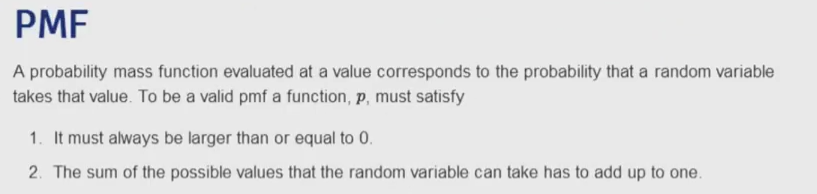 PMF
A probability mass function evaluated at a value corresponds to the probability that a random variable
takes that value. To be a valid pmf a function, p, must satisfy
1. It must always be larger than or equal to 0.
2. The sum of the possible values that the random variable can take has to add up to one.